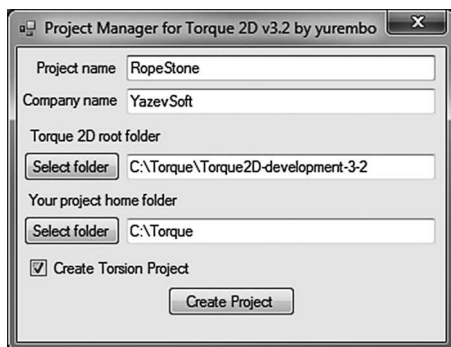 Project Manager for Torque 2D v3.2 by yurembo
Project name RopeStone
Company name YazevSoft
Torque 2D root folder
Select folder C:\Torque\Torque2D-development-3-2
Your project home folder
Select folder C:\Torque
Create Torsion Project
Create Project